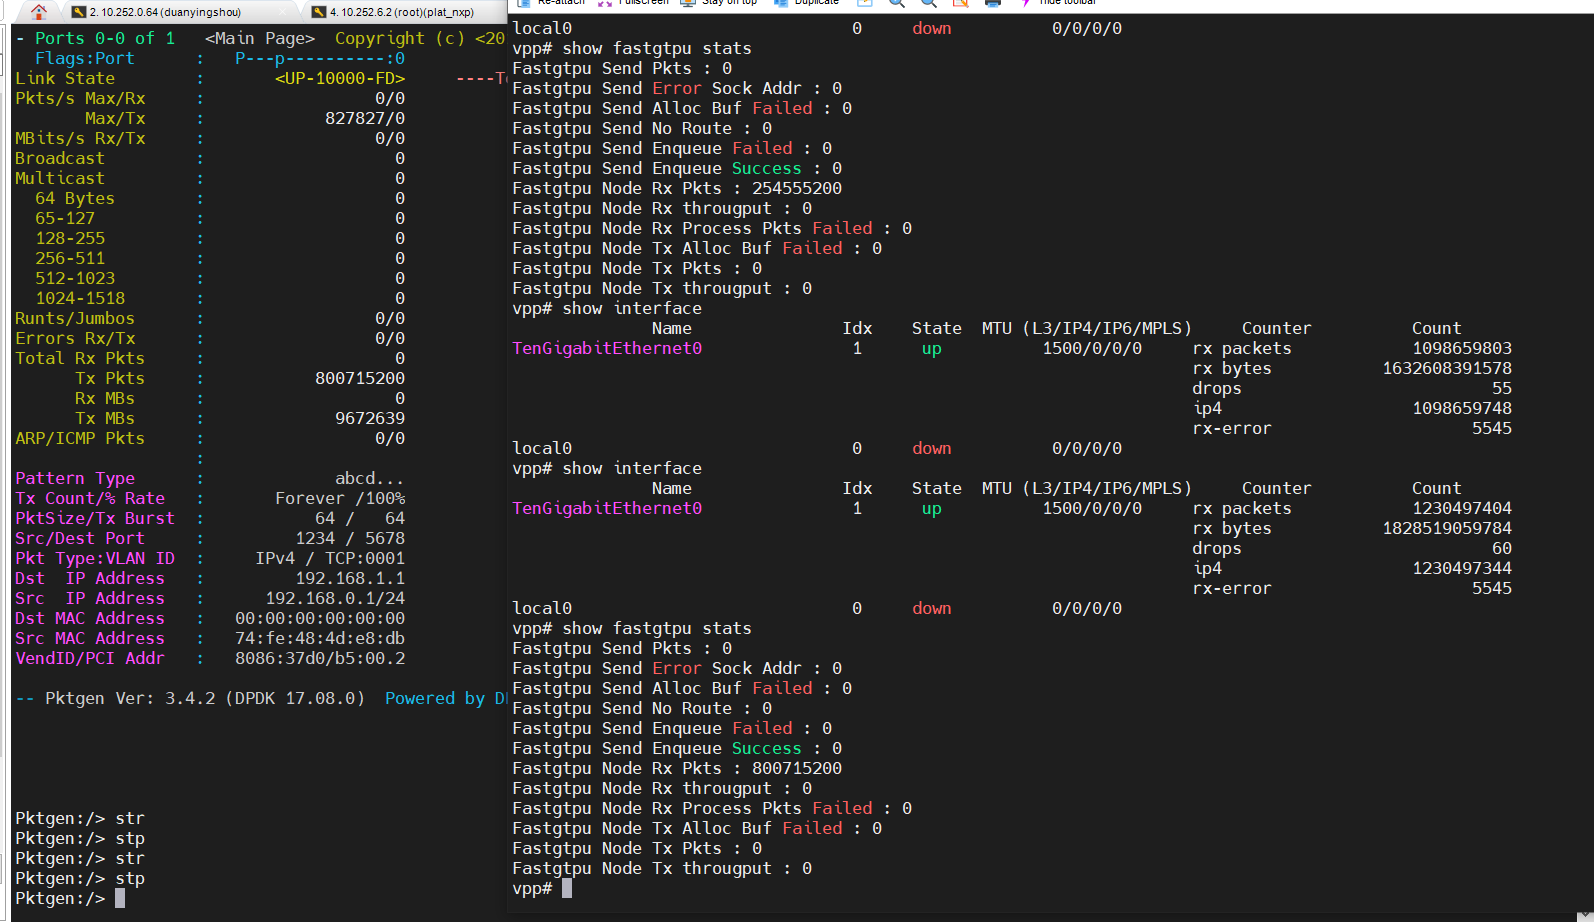 2. 10.252.0.64 (duanyingshou)
4. 10.252.6.2 (root)(plat_nxp)
- Ports 0-0 of 1   <Main Page>  Copyright (c) <20
Flags:Port       :   P---p----------:0
Link State        :       <UP-10000-FD>     ----T
Pkts/s Max/Rx     :                 0/0
Max/Tx     :            827827/0
MBits/s Rx/Tx     :                 0/0
Broadcast         :                   0
Multicast         :                   0
64 Bytes        :                   0
65-127          :                   0
128-255         :                   0
256-511         :                   0
512-1023        :                   0
1024-1518       :                   0
Runts/Jumbos      :                 0/0
Errors Rx/Tx      :                 0/0
Total Rx Pkts     :                   0
Tx Pkts     :           800715200
Rx MBs      :                   0
Tx MBs      :             9672639
ARP/ICMP Pkts     :                 0/0
:
Pattern Type      :             abcd...
Tx Count/% Rate   :       Forever /100%
PktSize/Tx Burst  :           64 /   64
Src/Dest Port     :         1234 / 5678
Pkt Type:VLAN ID  :     IPv4 / TCP:0001
Dst  IP Address   :         192.168.1.1
Src  IP Address   :      192.168.0.1/24
Dst MAC Address   :   00:00:00:00:00:00
Src MAC Address   :   74:fe:48:4d:e8:db
VendID/PCI Addr   :   8086:37d0/b5:00.2
-- Pktgen Ver: 3.4.2 (DPDK 17.08.0)  Powered by D
Pktgen:/> str
Pktgen:/> stp
Pktgen:/> str
Pktgen:/> stp
Pktgen:/>
Re-attach Fullscreen Stay on top Duplicate Hide toolbar
local0                            0     down          0/0/0/0
vpp# show fastgtpu stats
Fastgtpu Send Pkts : 0
Fastgtpu Send Error Sock Addr : 0
Fastgtpu Send Alloc Buf Failed : 0
Fastgtpu Send No Route : 0
Fastgtpu Send Enqueue Failed : 0
Fastgtpu Send Enqueue Success : 0
Fastgtpu Node Rx Pkts : 254555200
Fastgtpu Node Rx througput : 0
Fastgtpu Node Rx Process Pkts Failed : 0
Fastgtpu Node Tx Alloc Buf Failed : 0
Fastgtpu Node Tx Pkts : 0
Fastgtpu Node Tx througput : 0
vpp# show interface
Name               Idx    State  MTU (L3/IP4/IP6/MPLS)     Counter          Count
TenGigabitEthernet0               1      up          1500/0/0/0     rx packets            1098659803
rx bytes           1632608391578
drops                         55
ip4                   1098659748
rx-error                    5545
local0                            0     down          0/0/0/0
vpp# show interface
Name               Idx    State  MTU (L3/IP4/IP6/MPLS)     Counter          Count
TenGigabitEthernet0               1      up          1500/0/0/0     rx packets            1230497404
rx bytes           1828519059784
drops                         60
ip4                   1230497344
rx-error                    5545
local0                            0     down          0/0/0/0
vpp# show fastgtpu stats
Fastgtpu Send Pkts : 0
Fastgtpu Send Error Sock Addr : 0
Fastgtpu Send Alloc Buf Failed : 0
Fastgtpu Send No Route : 0
Fastgtpu Send Enqueue Failed : 0
Fastgtpu Send Enqueue Success : 0
Fastgtpu Node Rx Pkts : 800715200
Fastgtpu Node Rx througput : 0
Fastgtpu Node Rx Process Pkts Failed : 0
Fastgtpu Node Tx Alloc Buf Failed : 0
Fastgtpu Node Tx Pkts : 0
Fastgtpu Node Tx througput : 0
vpp#